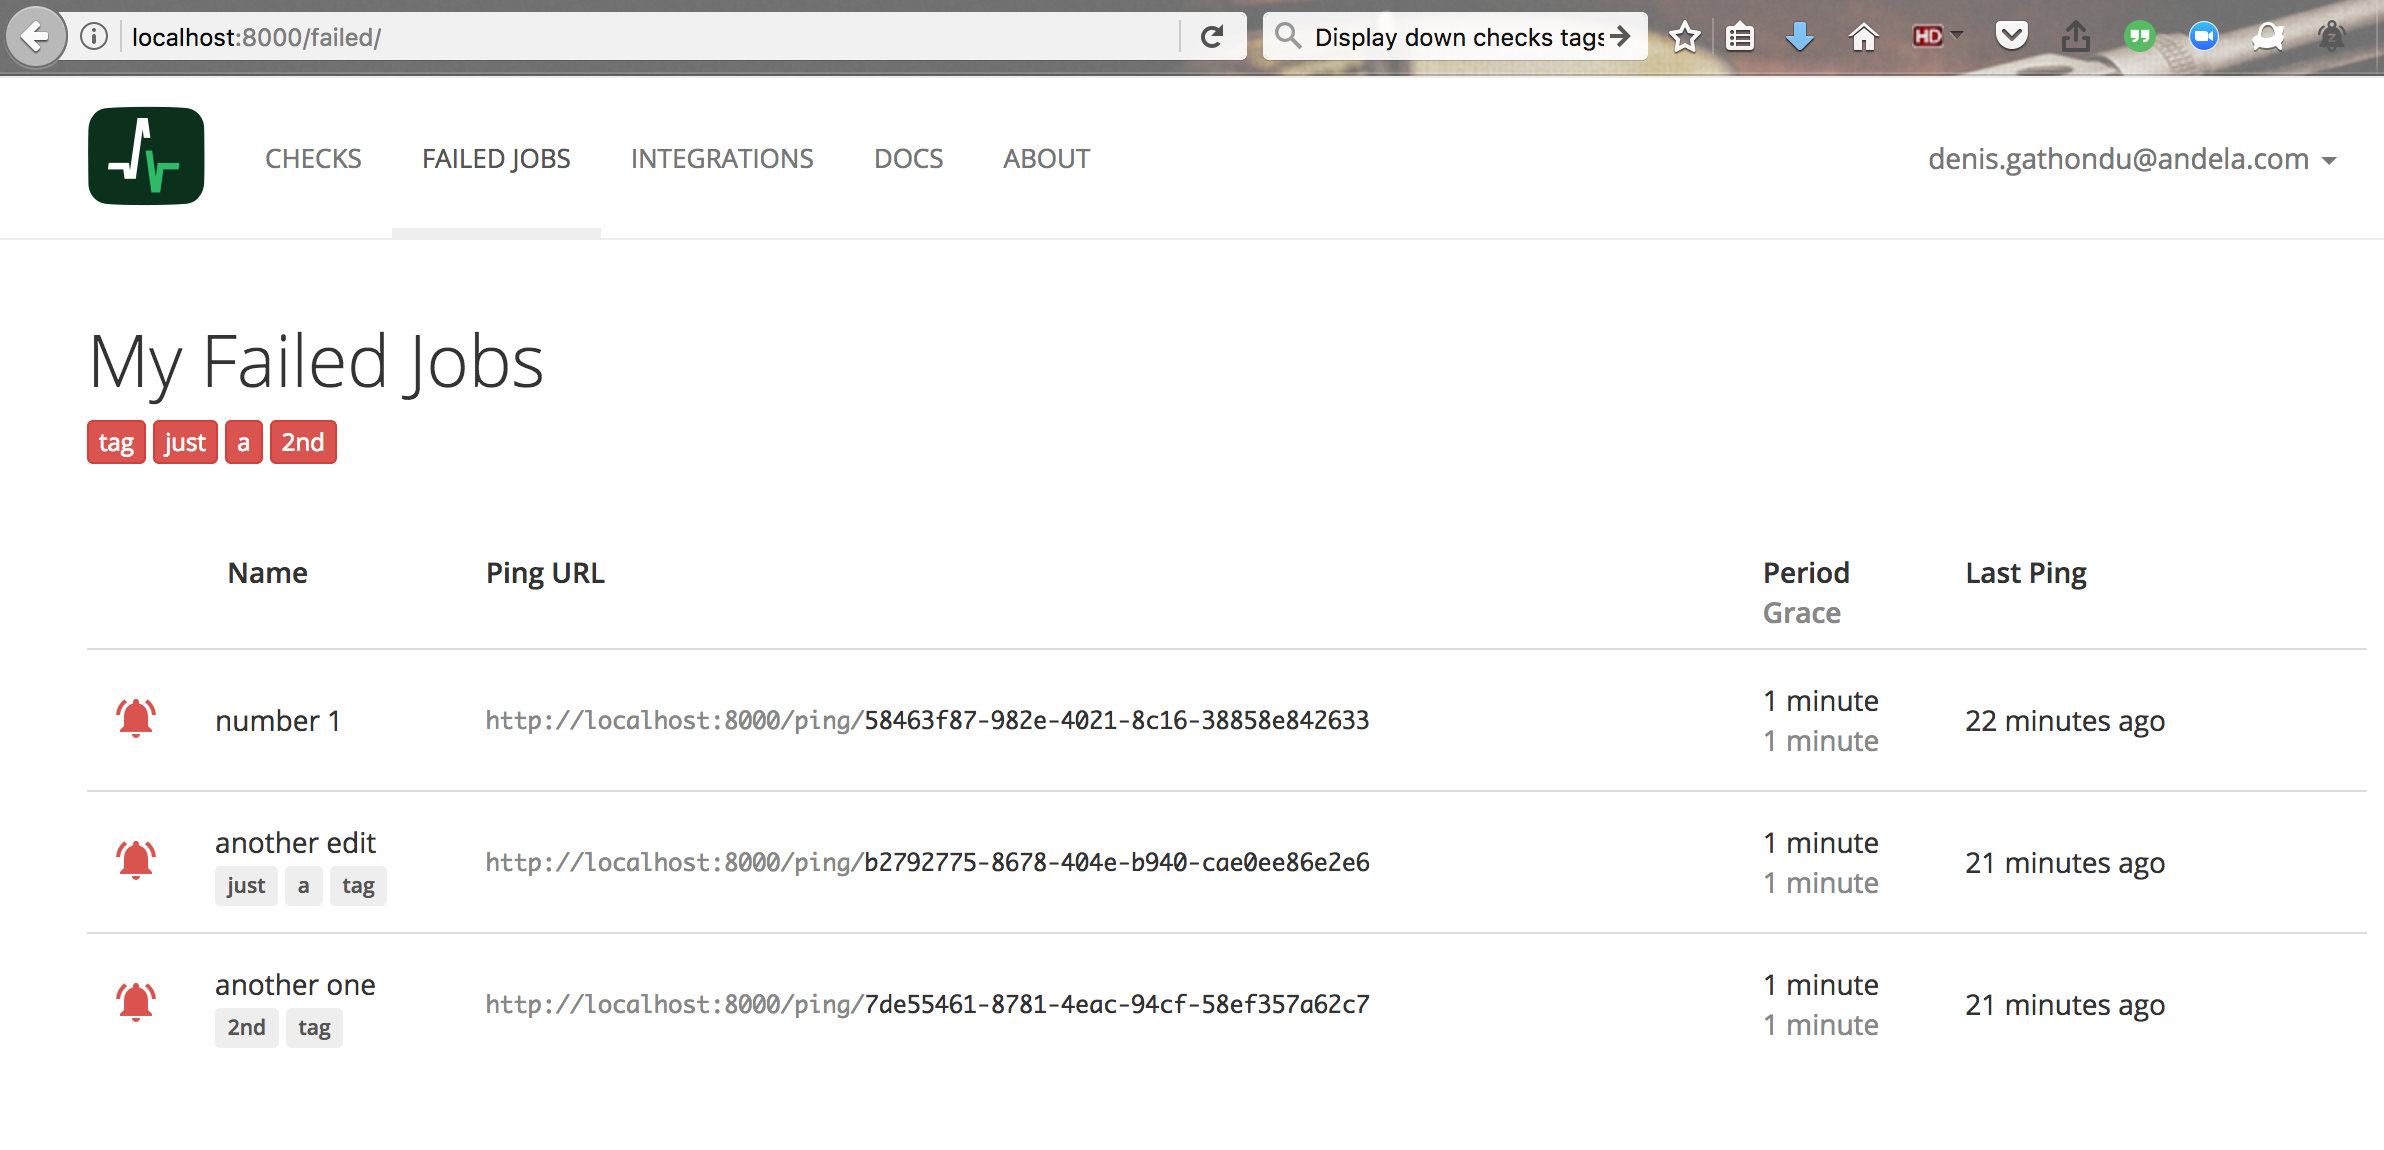 localhost:8000/failed/
Display down checks tags
HD
CHECKS FAILED JOBS INTEGRATIONS DOCS ABOUT denis.gathondu@andela.com
My Failed Jobs
tag just a 2nd
Name Ping URL Period Last Ping
Grace
number 1 http://localhost:8000/ping/58463f87-982e-4021-8c16-38858e842633 1 minute 22 minutes ago
1 minute
another edit http://localhost:8000/ping/b2792775-8678-404e-b940-cae0ee86e2e6 1 minute 21 minutes ago
just a tag 1 minute
another one http://localhost:8000/ping/7de55461-8781-4eac-94cf-58ef357a62c7 1 minute 21 minutes ago
2nd tag 1 minute